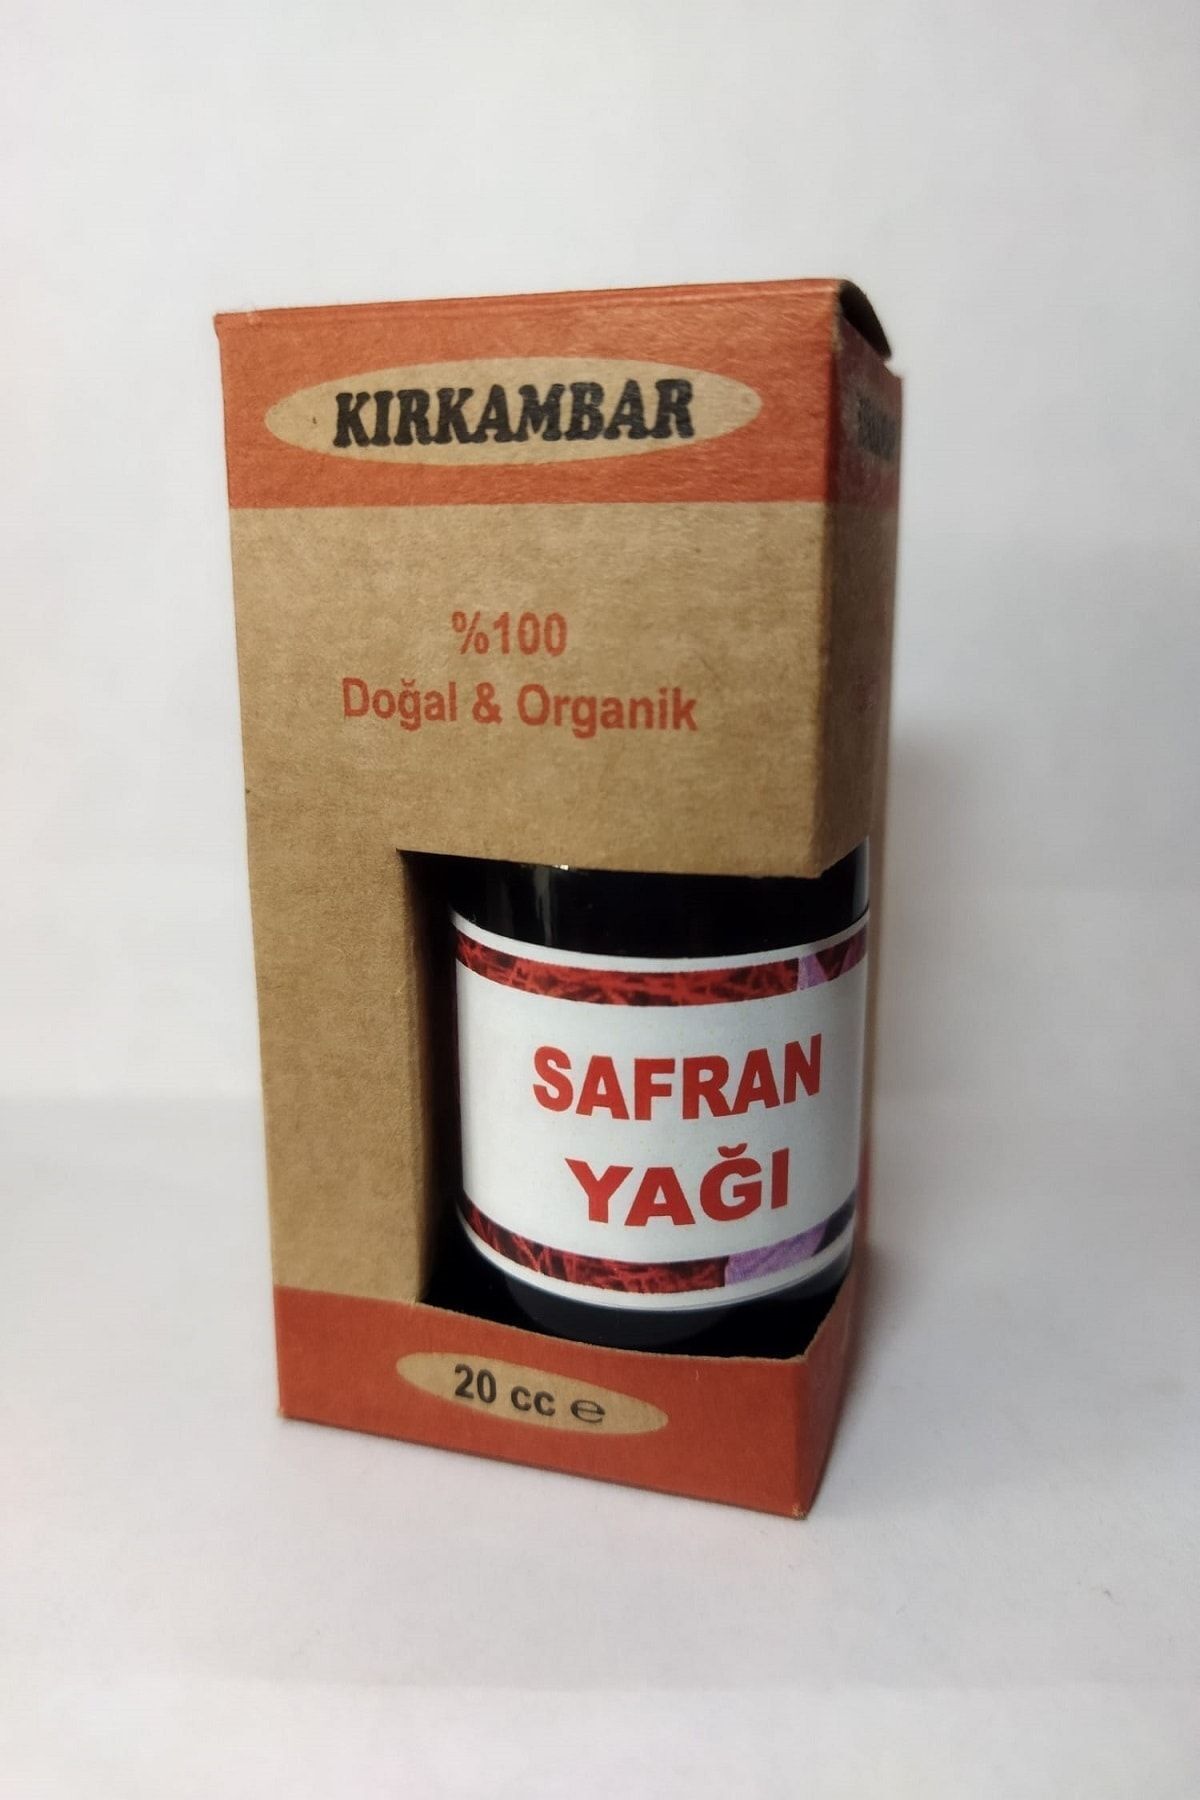 KIRKAMBAR
%100
Doğal & Organik
SAFRAN
YAĞI
20 cc ℮